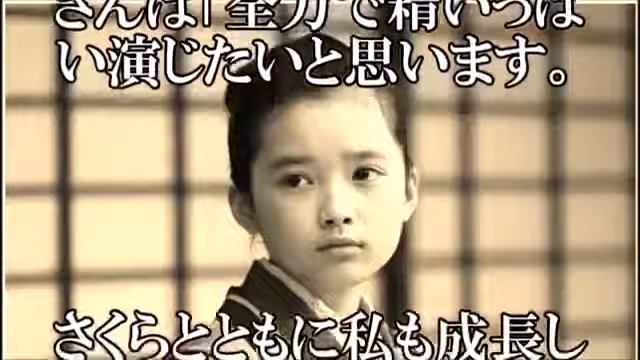 さんは「全力で精いっぱ
い演じたいと思います。
さくらとともに私も成長し